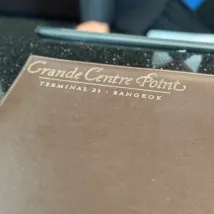 Grande Centre Point
TERMINAL 21 · BANGKOK